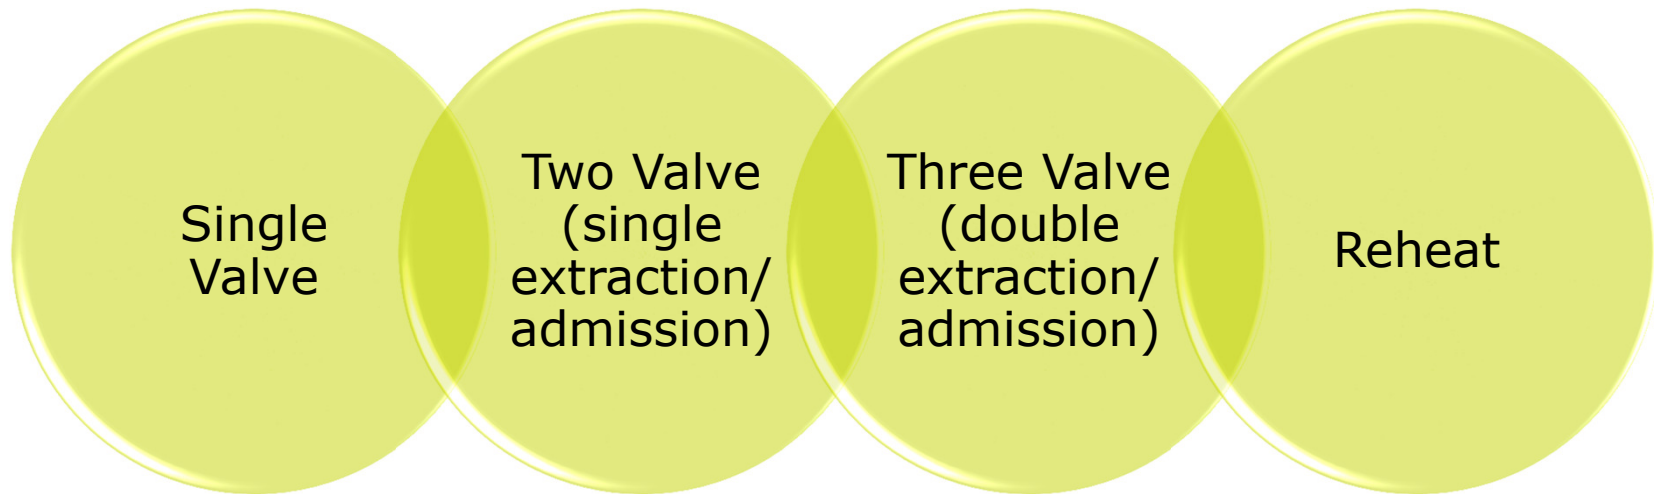 Single
Valve
Two Valve
(single
extraction/
admission)
Three Valve
(double
extraction/
admission)
Reheat